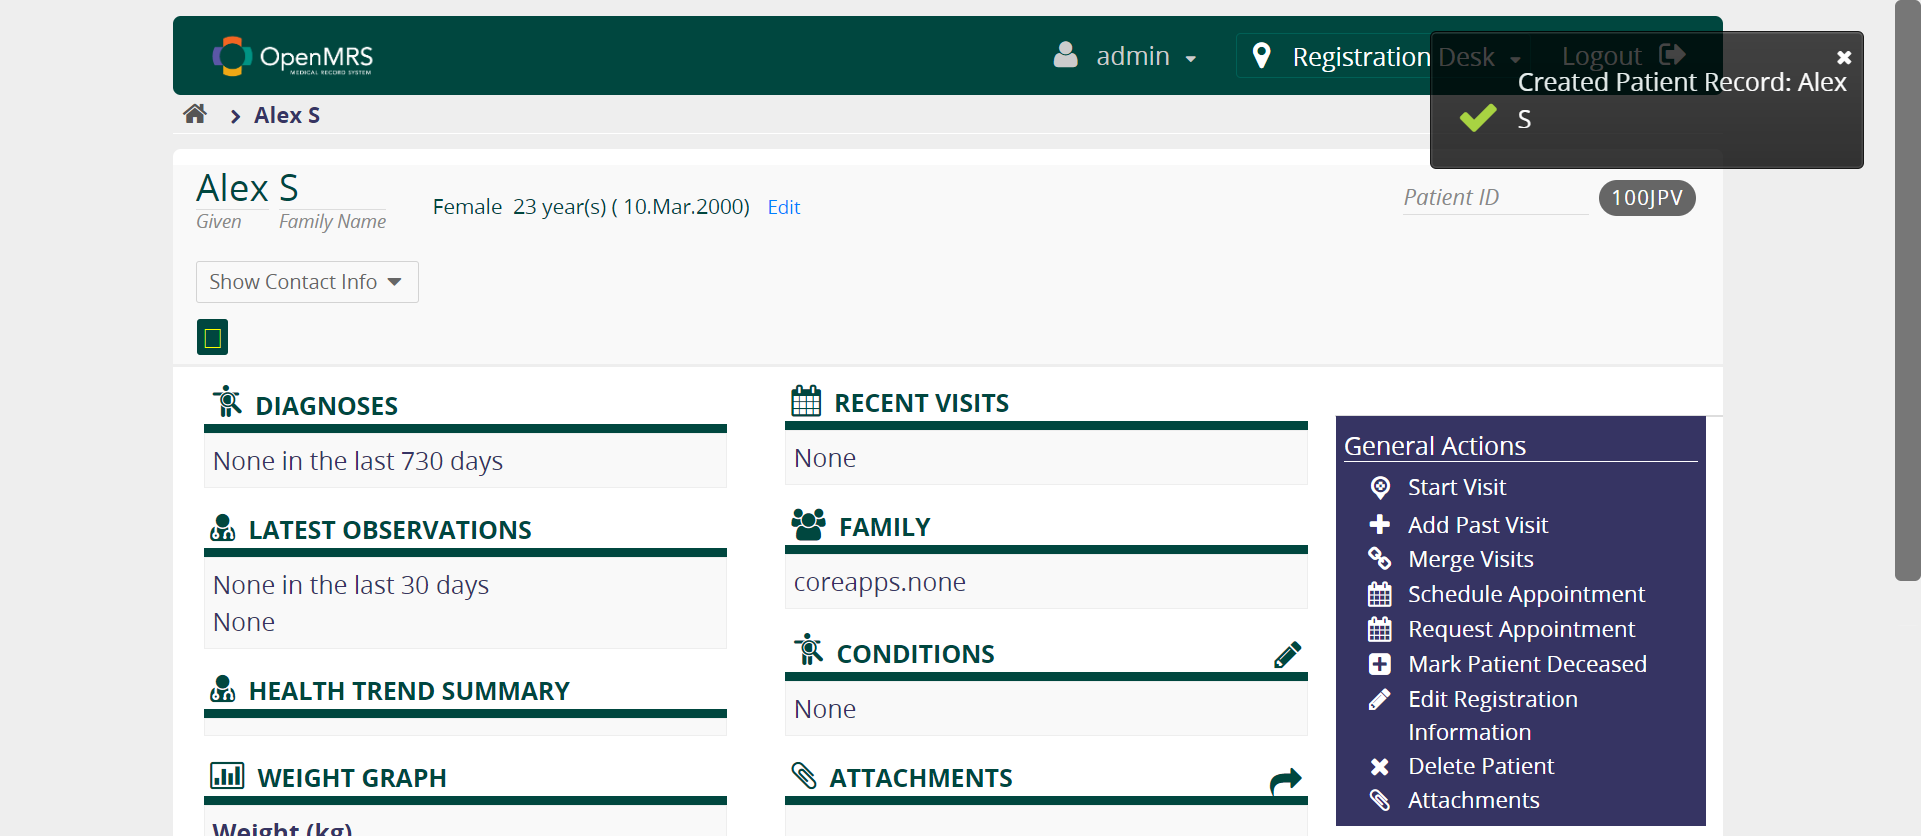 OpenMRS
MEDICAL RECORD SYSTEM
admin
Registration Desk
Logout
Created Patient Record: Alex
S
Alex S
Alex S
Given Family Name
Female 23 year(s) ( 10.Mar.2000) Edit
Patient ID 100JPV
Show Contact Info
DIAGNOSES
None in the last 730 days
LATEST OBSERVATIONS
None in the last 30 days
None
HEALTH TREND SUMMARY
WEIGHT GRAPH
Weight (kg)
RECENT VISITS
None
FAMILY
coreapps.none
CONDITIONS
None
ATTACHMENTS
General Actions
Start Visit
Add Past Visit
Merge Visits
Schedule Appointment
Request Appointment
Mark Patient Deceased
Edit Registration
Information
Delete Patient
Attachments